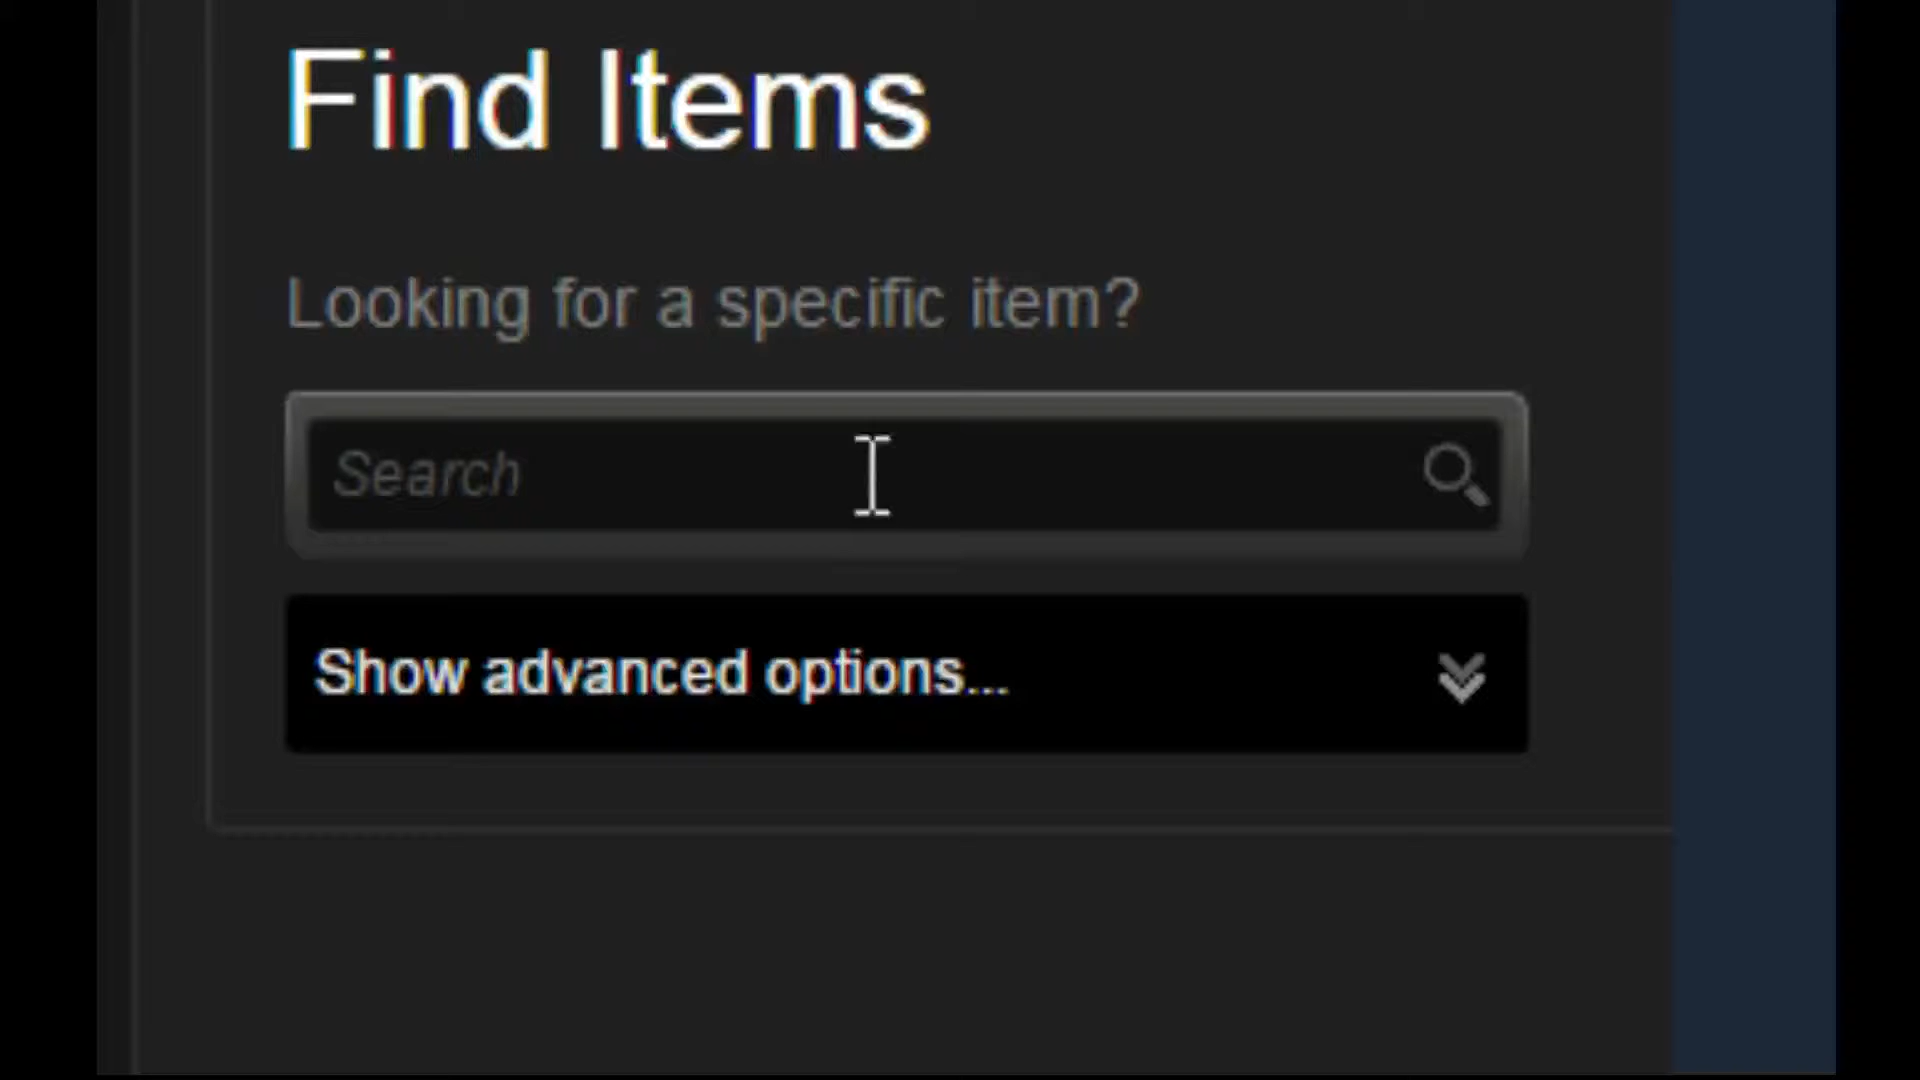 Find Items
Looking for a specific item?
Search
Show advanced options...